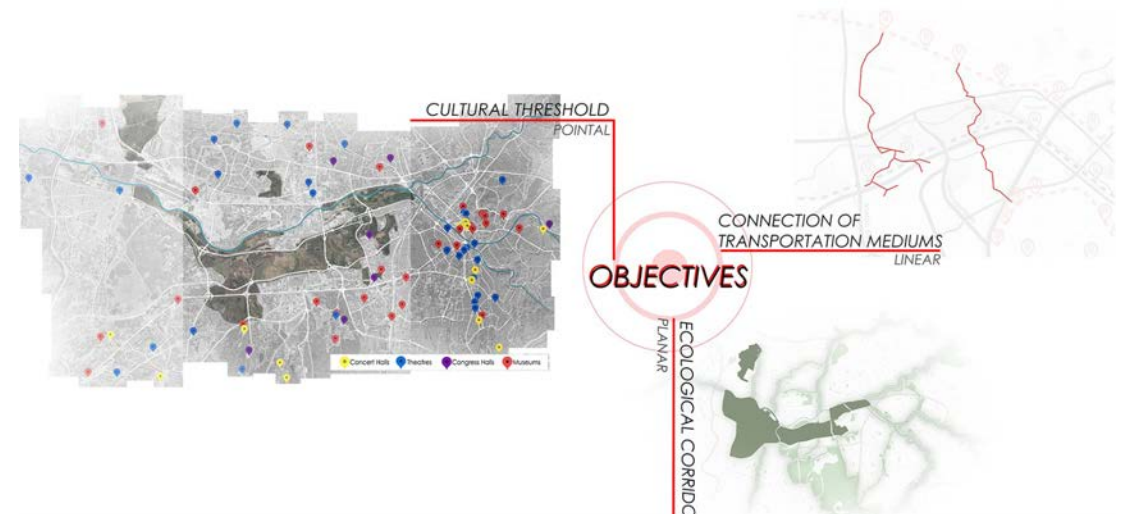 CULTURAL THRESHOLD
POINTAL
CONNECTION OF
TRANSPORTATION MEDIUMS
LINEAR
OBJECTIVES
ECOLOGICAL CORRIDO
PLANAR
Concert Halls Theatres Congress Halls Museums